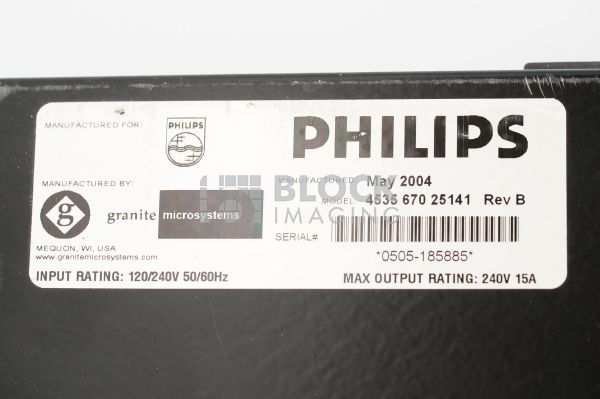 MANUFACTURED FOR:
PHILIPS
PHILIPS
MANUFACTURED: May 2004
MANUFACTURED BY:
MODEL: 4535 670 25141 Rev B
g
granite microsystems
BLOCK
IMAGING
SERIAL#
MEQUON, WI, USA
www.granitemicrosystems.com
*0505-185885*
INPUT RATING: 120/240V 50/60Hz
MAX OUTPUT RATING: 240V 15A